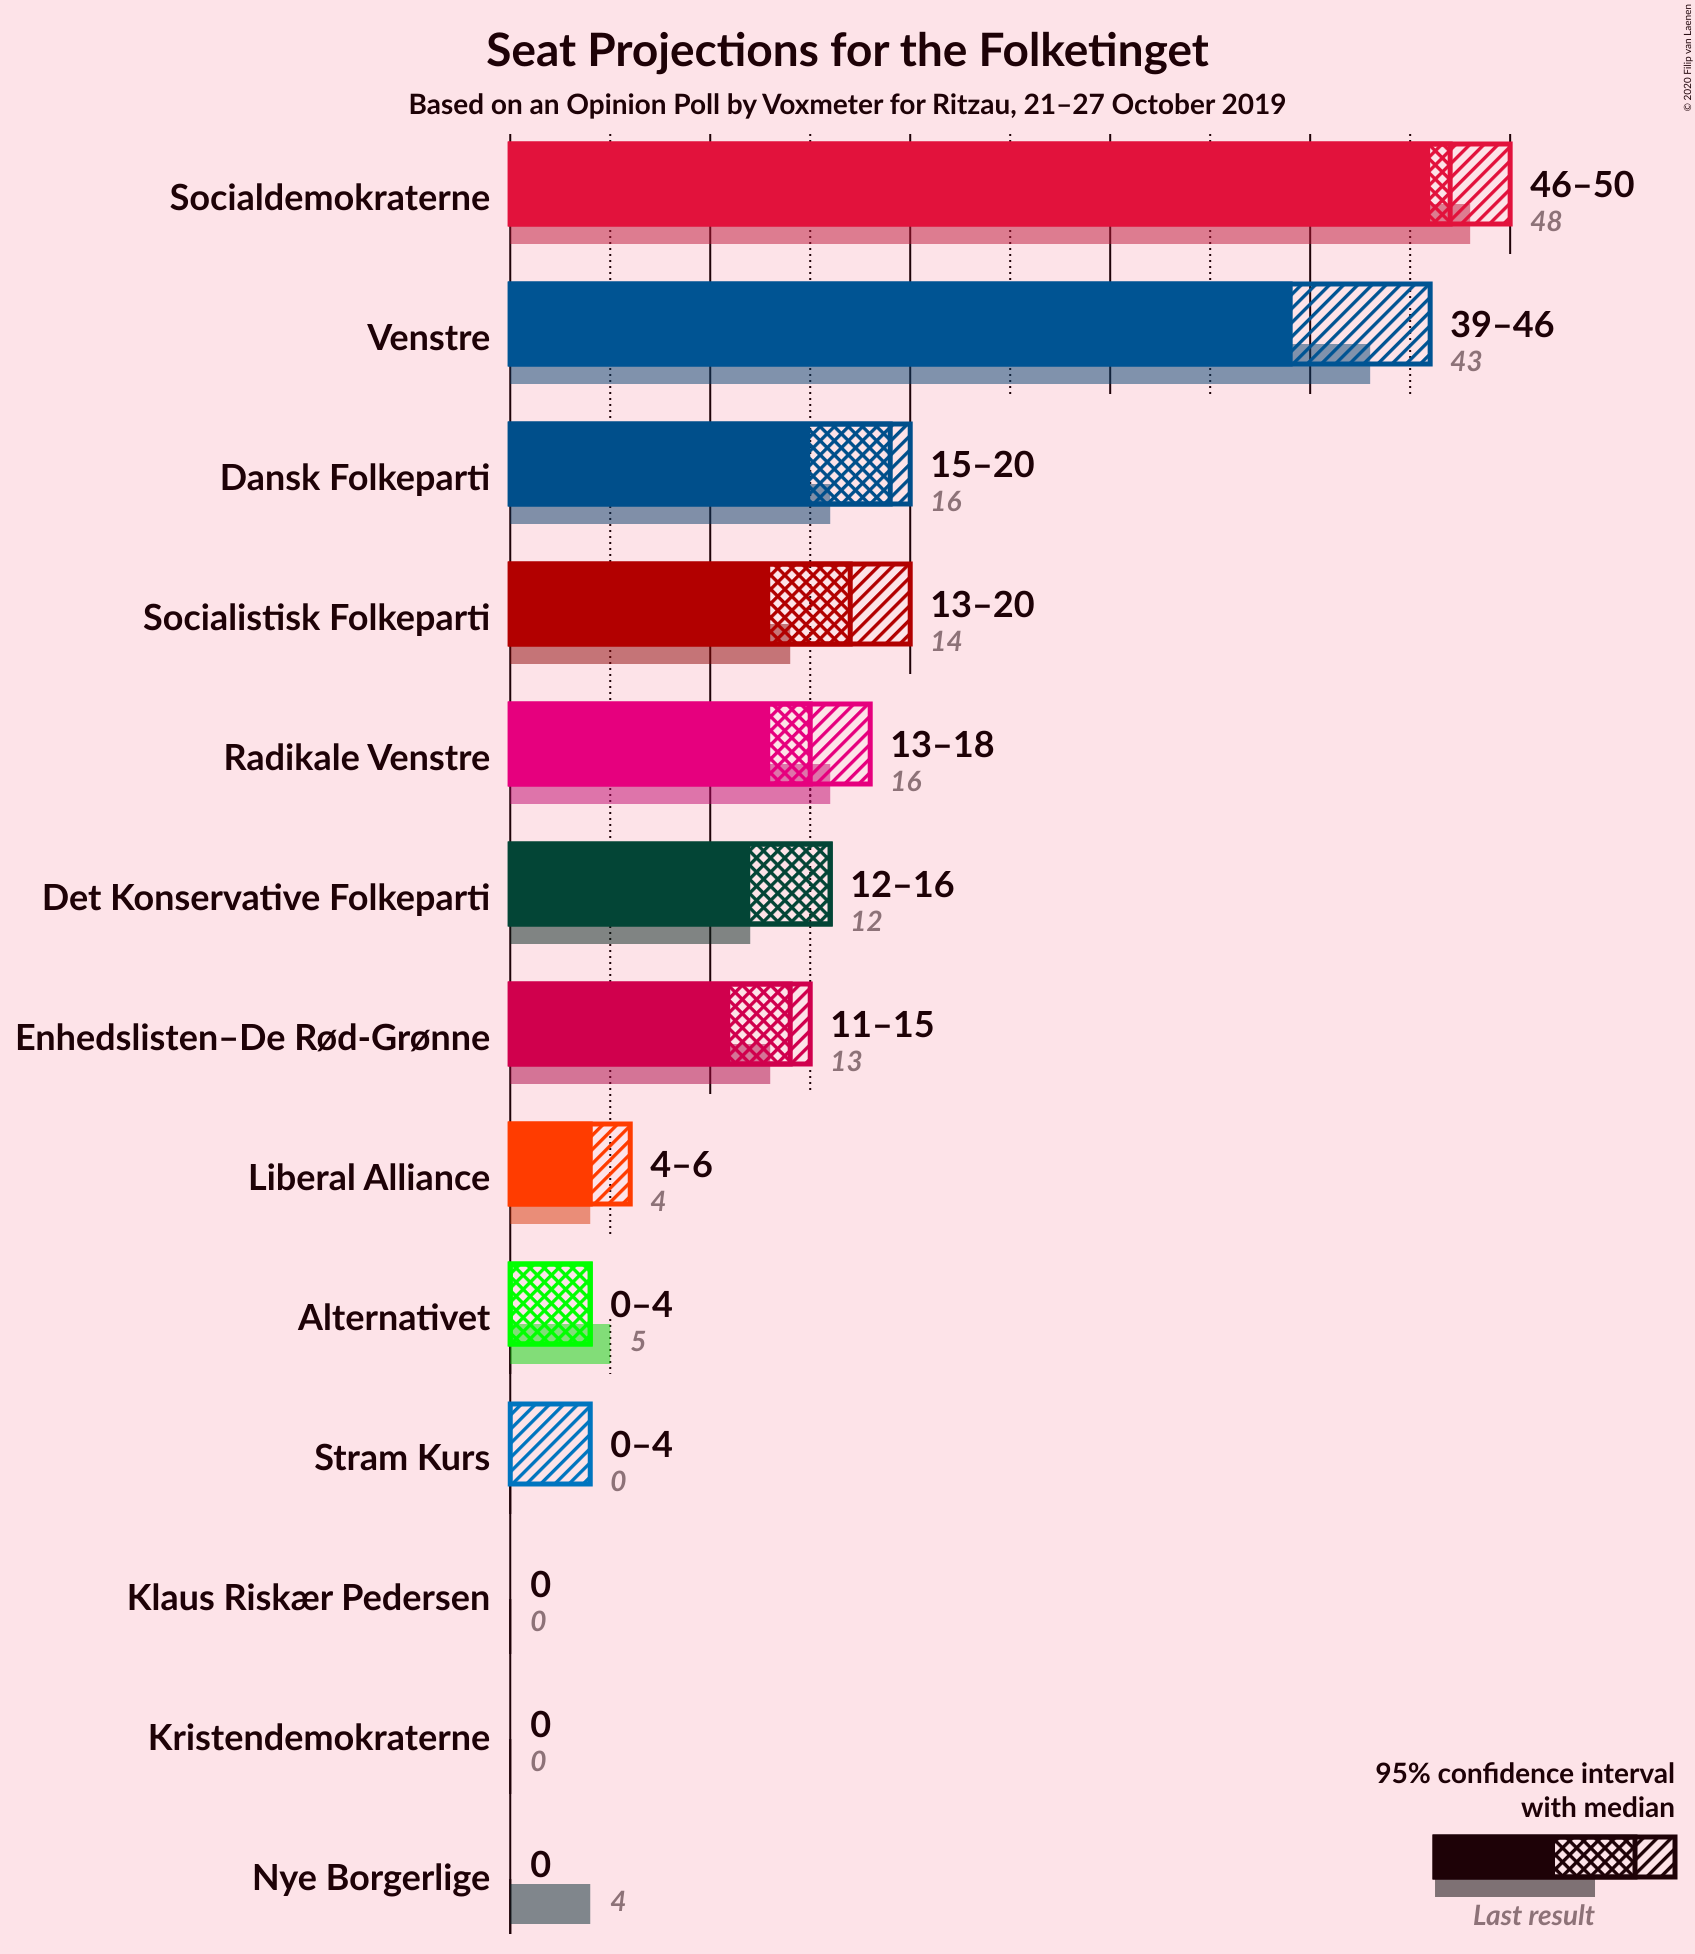 Seat Projections for the Folketinget
Based on an Opinion Poll by Voxmeter for Ritzau, 21–27 October 2019
© 2020 Filip van Laenen
Socialdemokraterne
46–50
48
Venstre
39–46
43
Dansk Folkeparti
15–20
16
Socialistisk Folkeparti
13–20
14
Radikale Venstre
13–18
16
Det Konservative Folkeparti
12–16
12
Enhedslisten–De Rød-Grønne
11–15
13
Liberal Alliance
4–6
4
Alternativet
0–4
5
Stram Kurs
0–4
0
Klaus Riskær Pedersen
0
0
Kristendemokraterne
0
0
Nye Borgerlige
0
4
95% confidence interval
with median
Last result